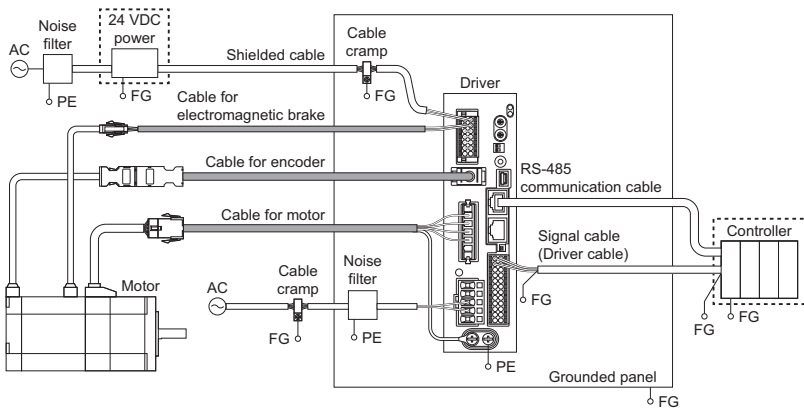 24 VDC
power
Noise
filter
AC
PE
FG
Shielded cable
Cable
cramp
FG
Driver
Cable for
electromagnetic brake
Cable for encoder
RS-485
communication cable
Cable for motor
Controller
Signal cable
(Driver cable)
FG
FG
FG
Motor
AC
Cable
cramp
FG
Noise
filter
PE
PE
Grounded panel
FG